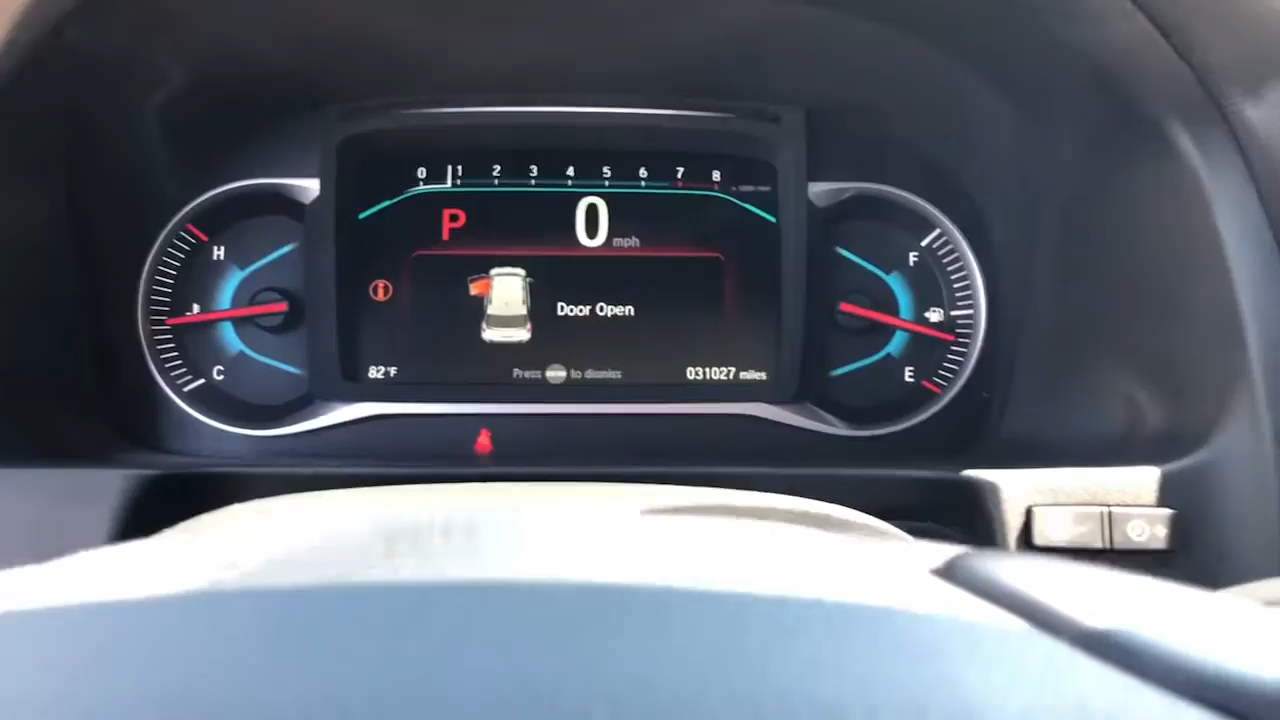 0 1 2 3 4 5 6 7 8
P 0 mph
H
F
Door Open
C
E
82°F
Press to dismiss
031027 miles